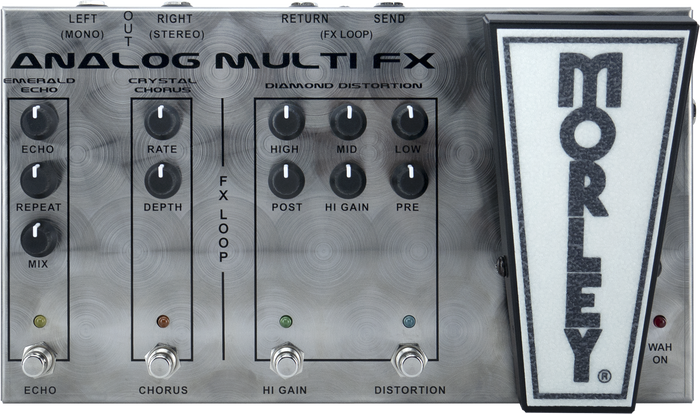 LEFT
(MONO)
OUT
RIGHT
(STEREO)
RETURN
SEND
(FX LOOP)
ANALOG MULTI FX
EMERALD
ECHO
CRYSTAL
CHORUS
DIAMOND DISTORTION
ECHO
RATE
HIGH
MID
LOW
REPEAT
DEPTH
POST
HI GAIN
PRE
MIX
FX LOOP
ECHO
CHORUS
HI GAIN
DISTORTION
MORLEY®
WAH
ON